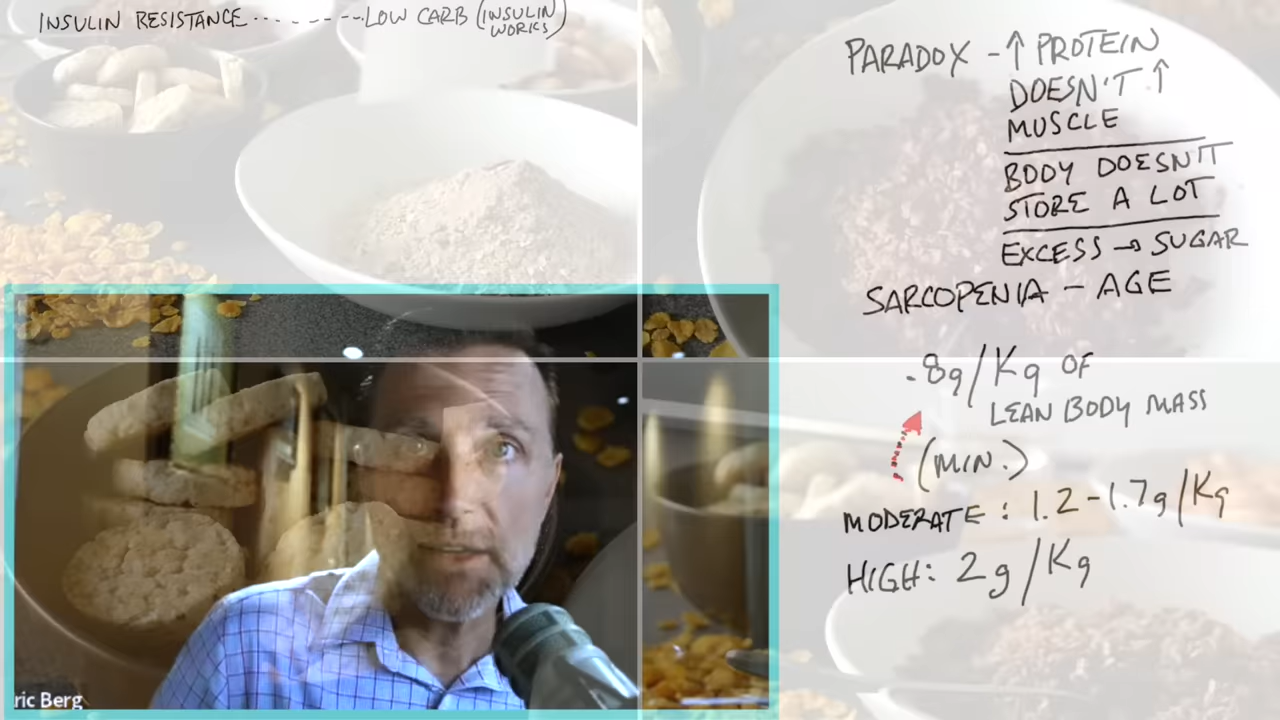 INSULIN RESISTANCE ---------- LOW CARB (INSULIN WORKS)
PARADOX - ↑ PROTEIN
DOESN'T ↑
MUSCLE
BODY DOESN'T
STORE A LOT
EXCESS → SUGAR
SARCOPENIA - AGE
.8g/Kg OF
LEAN BODY MASS
(MIN.)
MODERATE: 1.2-1.7g/Kg
HIGH: 2g/Kg
ric Berg